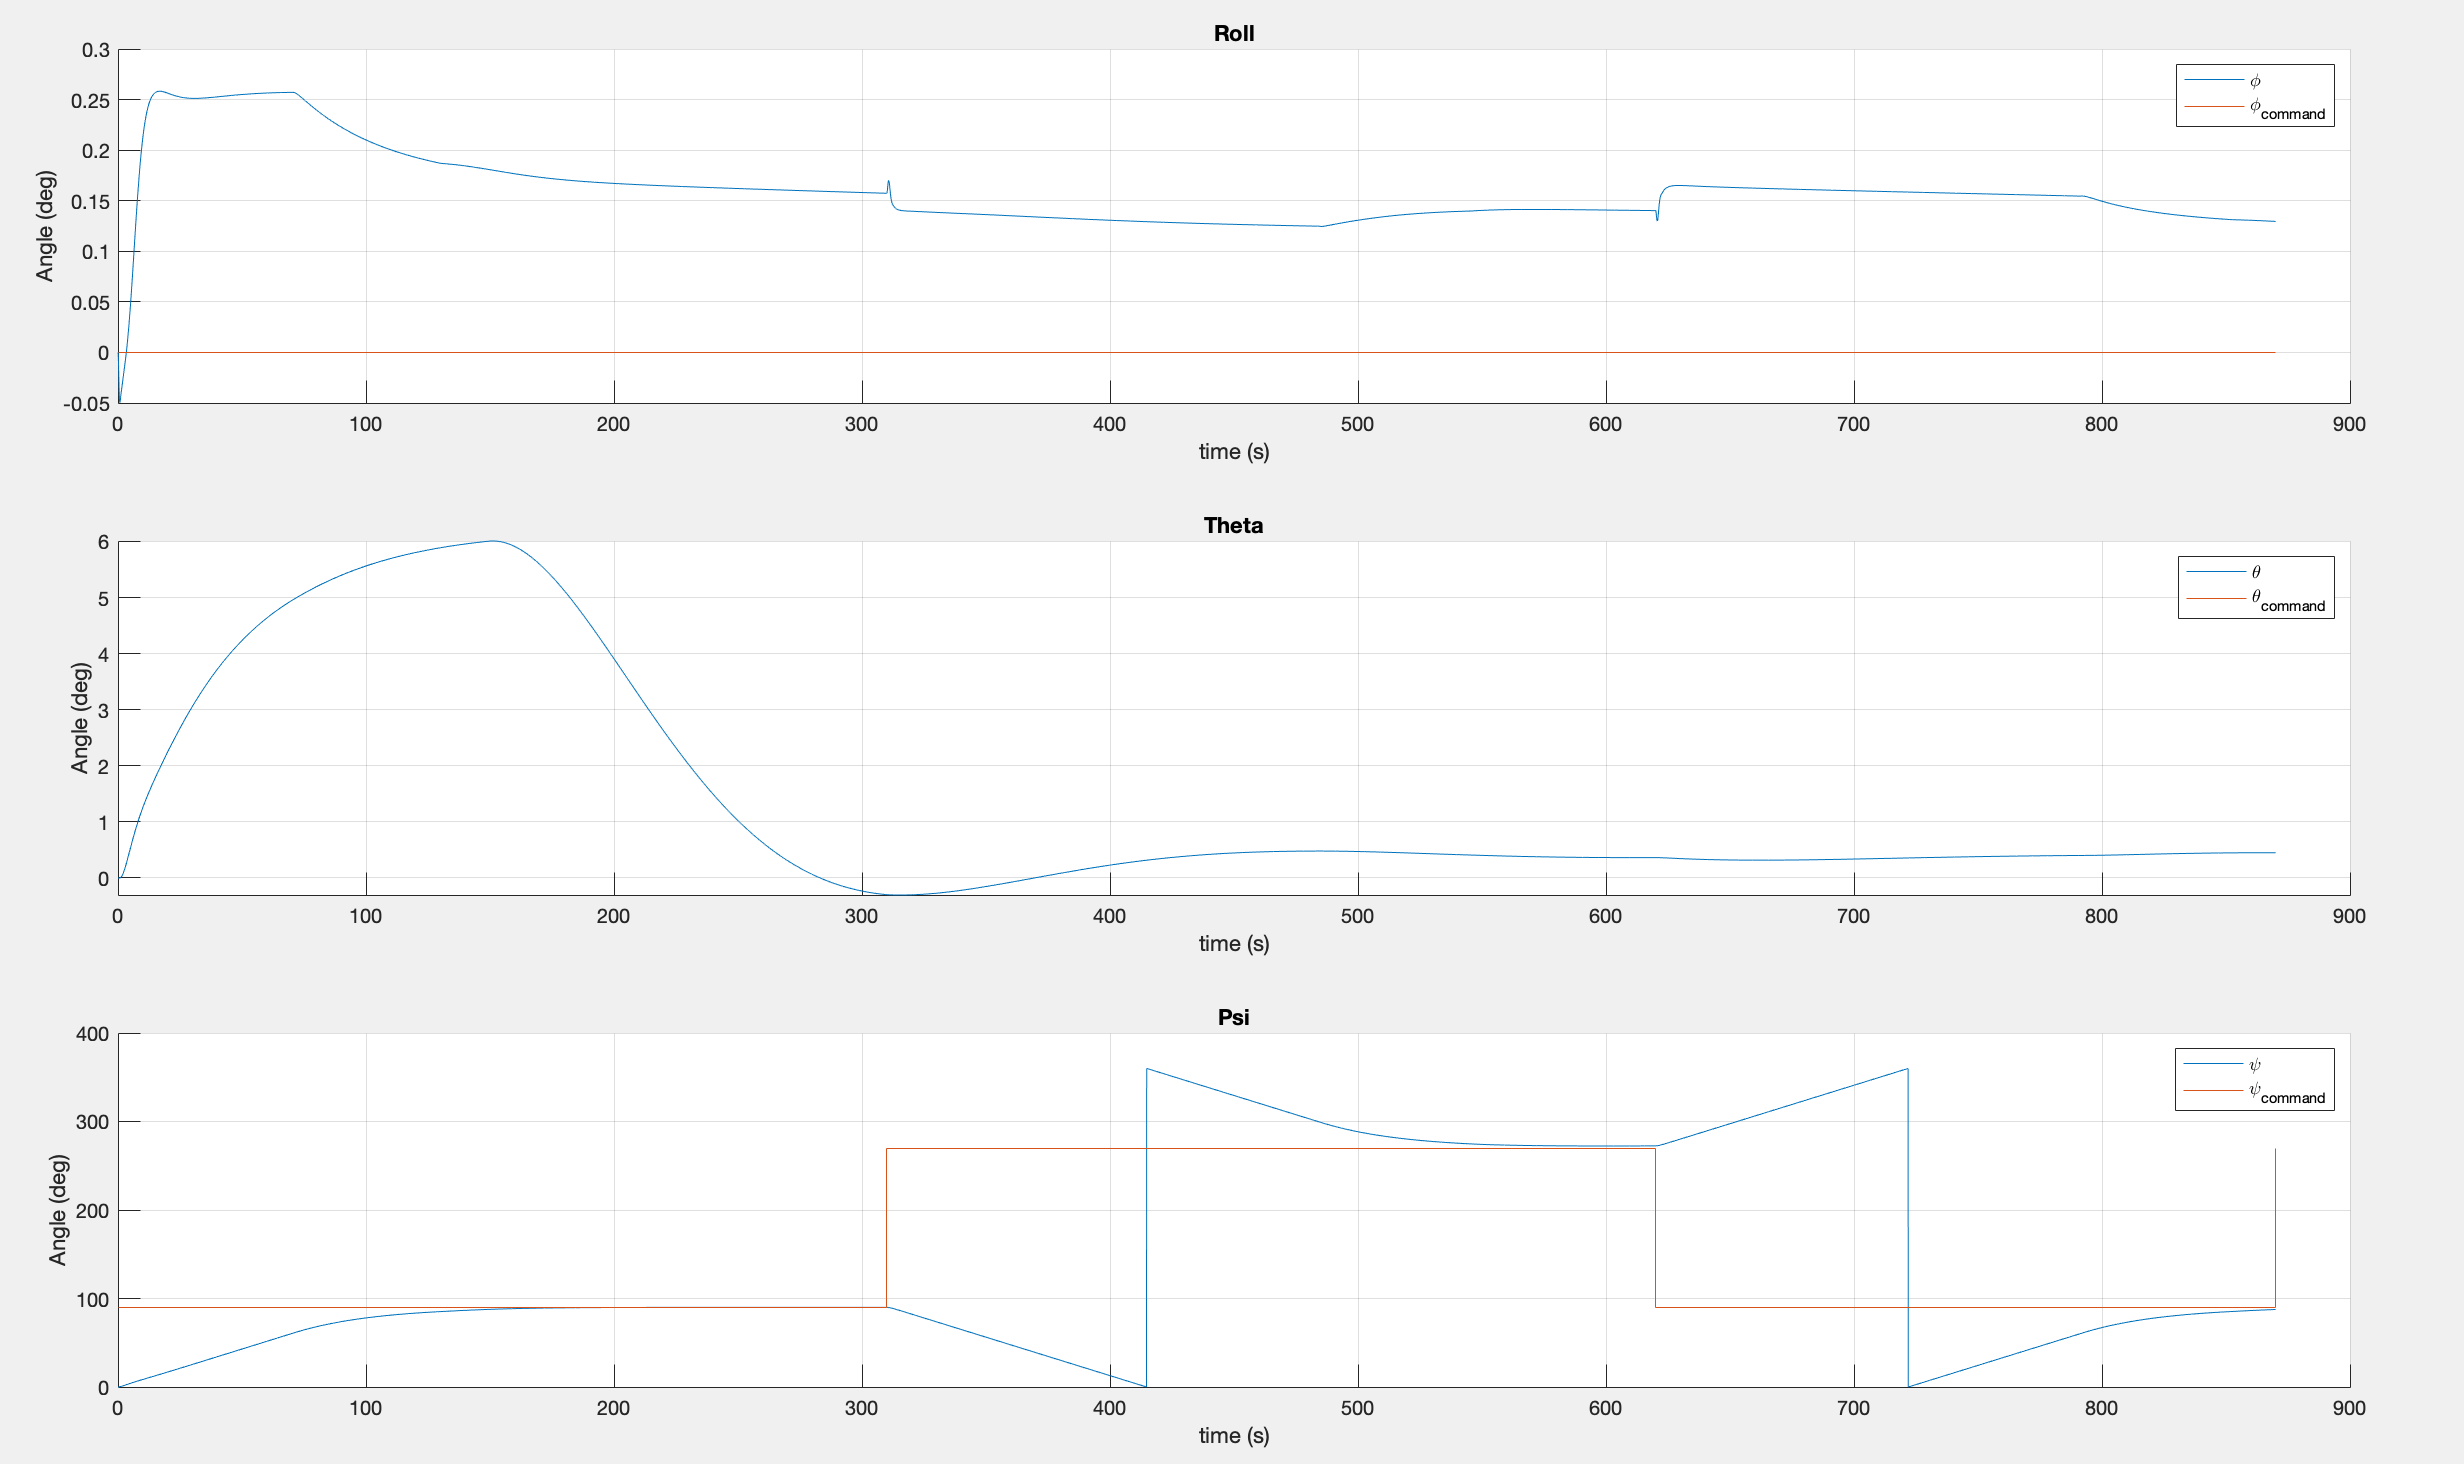 Roll
0.3
0.25
0.2
0.15
0.1
0.05
0
-0.05
Angle (deg)
ϕ
ϕcommand
0 100 200 300 400 500 600 700 800 900
time (s)
Theta
6
5
4
3
2
1
0
Angle (deg)
θ
θcommand
0 100 200 300 400 500 600 700 800 900
time (s)
Psi
400
300
200
100
0
Angle (deg)
ψ
ψcommand
0 100 200 300 400 500 600 700 800 900
time (s)